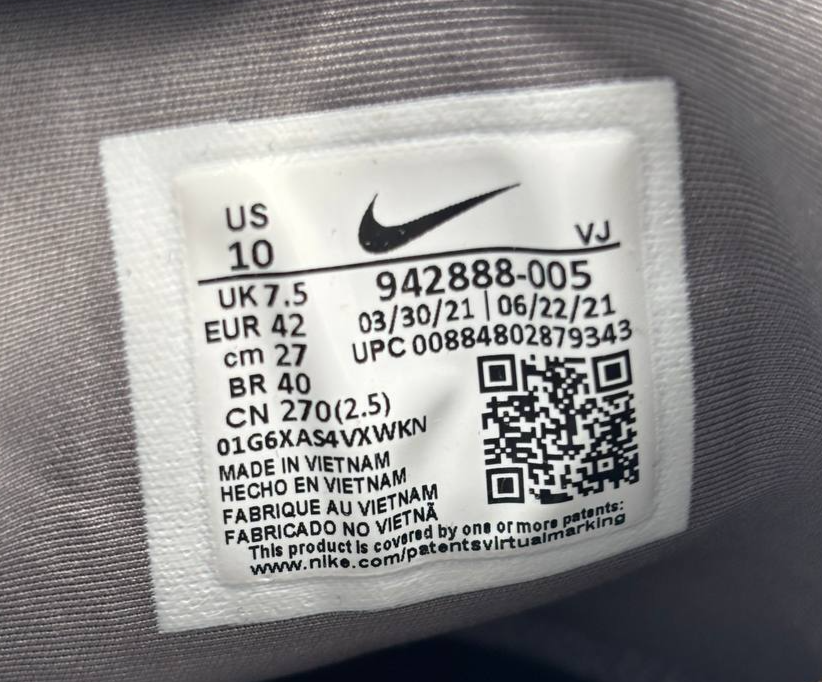 US
10
VJ
UK 7.5
EUR 42
cm 27
BR 40
CN 270(2.5)
942888-005
03/30/21 | 06/22/21
UPC 00884802879343
01G6XAS4VXWKN
MADE IN VIETNAM
HECHO EN VIETNAM
FABRIQUE AU VIETNAM
FABRICADO NO VIETNÃ
This product is covered by one or more patents:
www.nike.com/patentsvirtualmarking